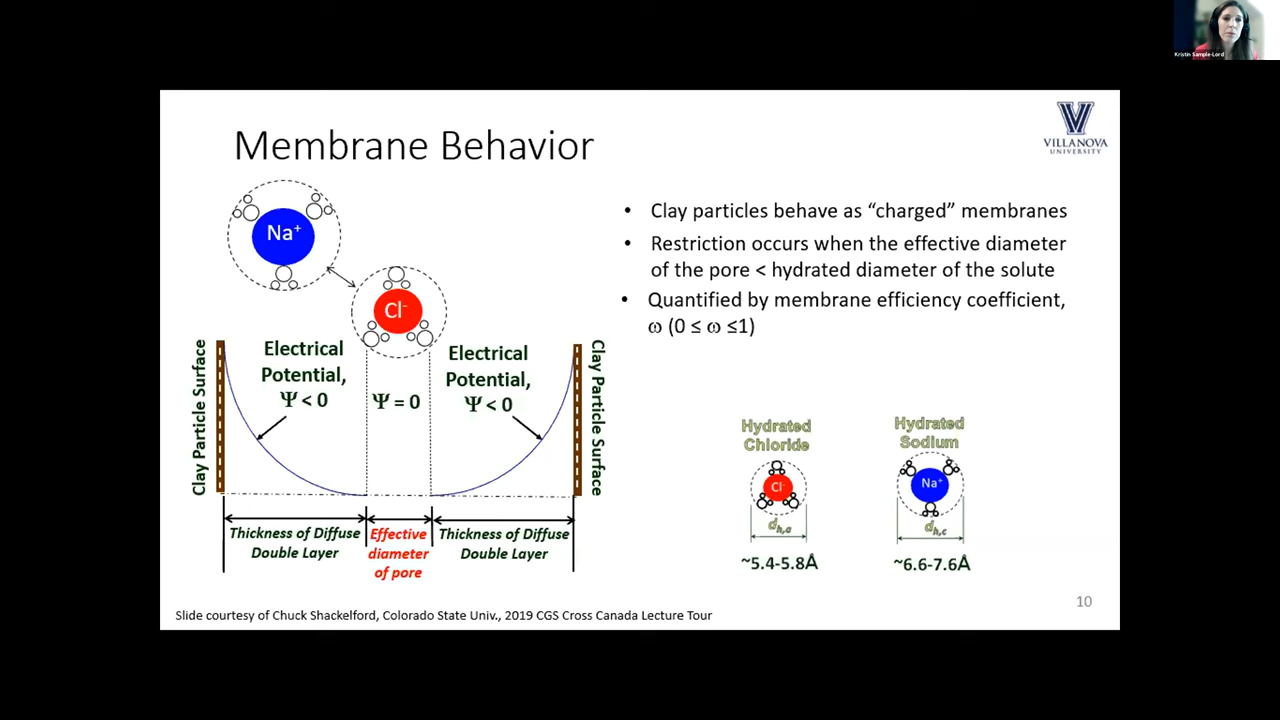 Kristin Sample-Lord
Membrane Behavior
VILLANOVA
UNIVERSITY
Na⁺
Cl⁻
• Clay particles behave as “charged” membranes
• Restriction occurs when the effective diameter
of the pore < hydrated diameter of the solute
• Quantified by membrane efficiency coefficient,
ω (0 ≤ ω ≤1)
Clay Particle Surface
Electrical
Potential,
Ψ < 0
Ψ = 0
Electrical
Potential,
Ψ < 0
Clay Particle Surface
Thickness of Diffuse
Double Layer
Effective
diameter
of pore
Thickness of Diffuse
Double Layer
Hydrated
Chloride
Cl⁻
d h,a
~5.4-5.8Å
Hydrated
Sodium
Na⁺
d h,c
~6.6-7.6Å
10
Slide courtesy of Chuck Shackelford, Colorado State Univ., 2019 CGS Cross Canada Lecture Tour